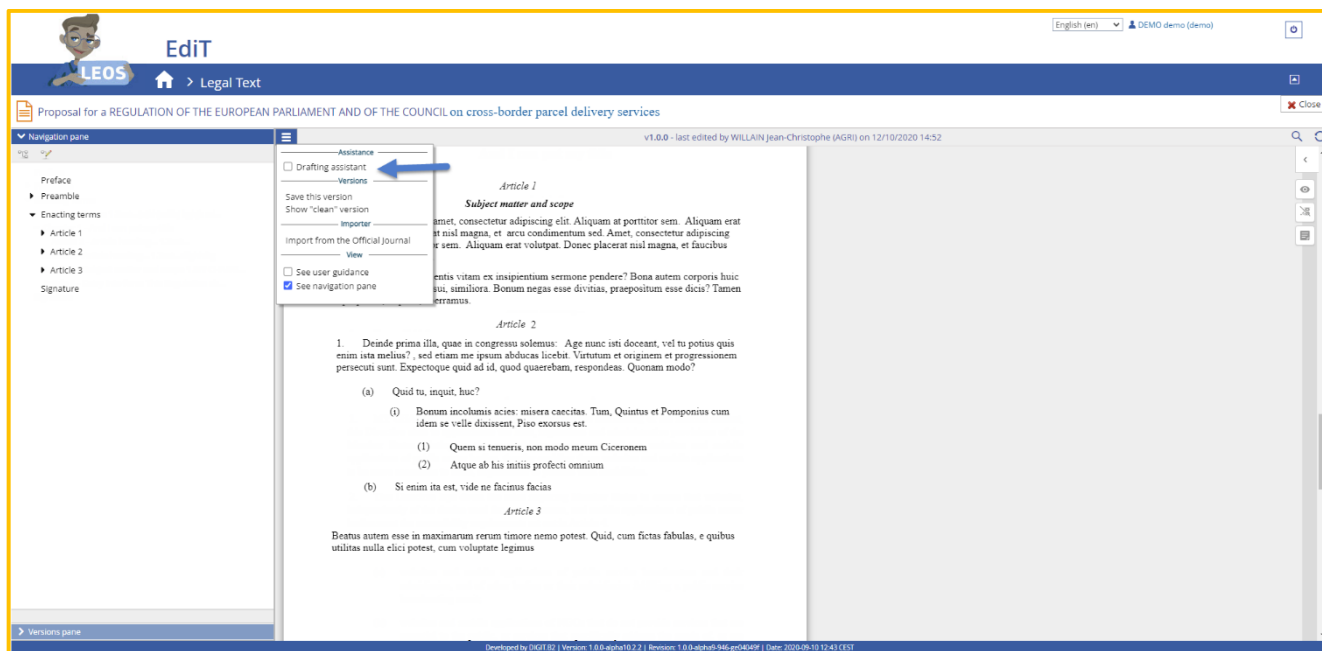 English (en)
DEMO demo (demo)
EdiT
LEOS
> Legal Text
Proposal for a REGULATION OF THE EUROPEAN PARLIAMENT AND OF THE COUNCIL on cross-border parcel delivery services
Close
Navigation pane
v1.0.0 - last edited by WILLAIN Jean-Christophe (AGRI) on 12/10/2020 14:52
Preface
Preamble
Enacting terms
Article 1
Article 2
Article 3
Signature
Assistance
Drafting assistant
Versions
Save this version
Show "clean" version
Importer
Import from the Official Journal
View
See user guidance
See navigation pane
Article 1
Subject matter and scope
amet, consectetur adipiscing elit. Aliquam at porttitor sem. Aliquam erat
at nisl magna, et arcu condimentum sed. Amet, consectetur adipiscing
r sem. Aliquam erat volutpat. Donec placerat nisl magna, et faucibus
entis vitam ex insipientium sermone pendere? Bona autem corporis huic
sui, similiora. Bonum negas esse divitias, praepositum esse dicis? Tamen
erramus.
Article 2
1. Deinde prima illa, quae in congressu solemus: Age nunc isti doceant, vel tu potius quis
enim ista melius? , sed etiam me ipsum abducas licebit. Virtutum et originem et progressionem
persecuti sunt. Expectoque quid ad id, quod quaerebam, respondeas. Quonam modo?
(a) Quid tu, inquit, huc?
(i) Bonum incolumis acies: misera caecitas. Tum, Quintus et Pomponius cum
idem se velle dixissent, Piso exorsus est.
(1) Quem si tenueris, non modo meum Ciceronem
(2) Atque ab his initiis profecti omnium
(b) Si enim ita est, vide ne facinus facias
Article 3
Beatus autem esse in maximarum rerum timore nemo potest. Quid, cum fictas fabulas, e quibus
utilitas nulla elici potest, cum voluptate legimus
Versions pane
Developed by DIGIT.B2 | Version: 1.0.0-alpha10.2.2 | Revision: 1.0.0-alpha9-946-ge04049f | Date: 2020-09-10 12:43 CEST